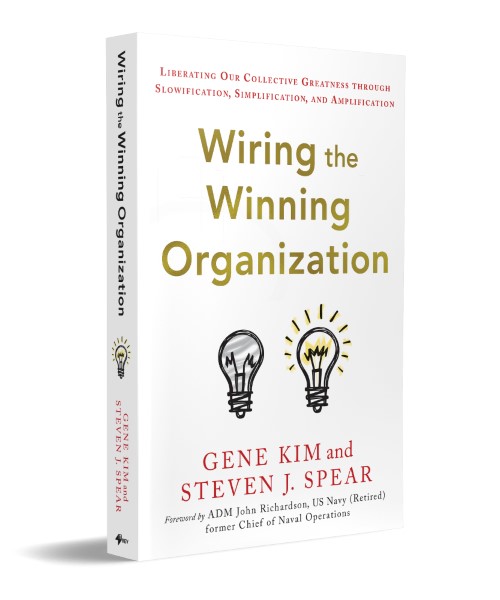 Liberating Our Collective Greatness through
Slowification, Simplification, and Amplification
Wiring the
Winning
Organization
GENE KIM and
STEVEN J. SPEAR
Foreword by ADM John Richardson, US Navy (Retired)
former Chief of Naval Operations
Wiring the Winning Organization
GENE KIM and
STEVEN J. SPEAR